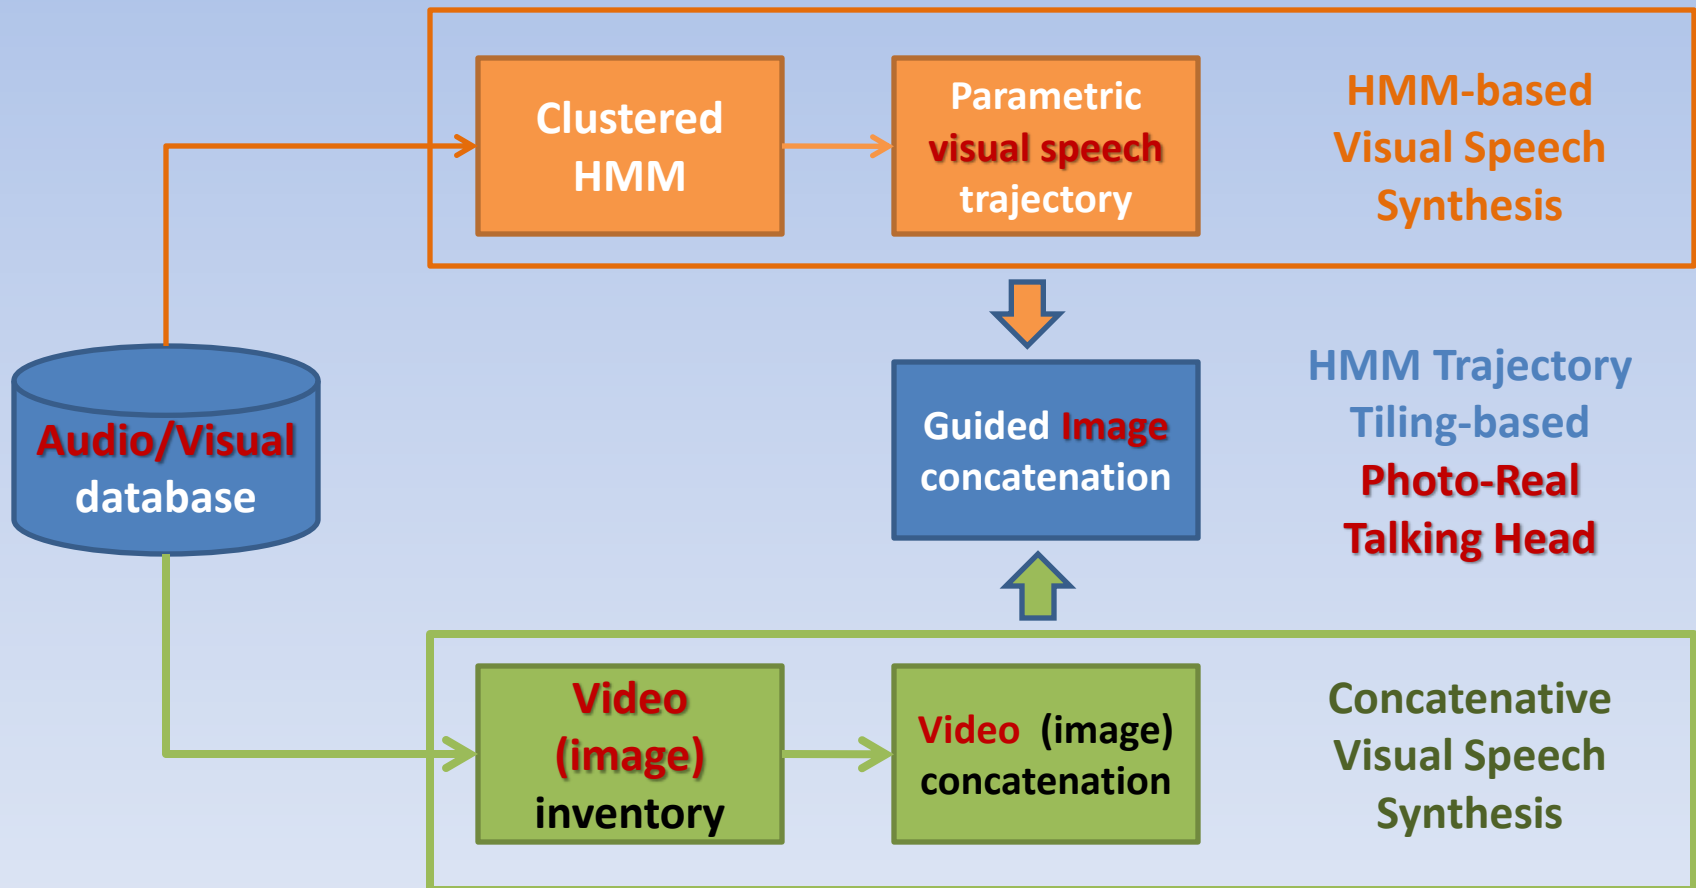 Clustered
HMM
Parametric
visual speech
trajectory
HMM-based
Visual Speech
Synthesis
Audio/Visual
database
Guided Image
concatenation
HMM Trajectory
Tiling-based
Photo-Real
Talking Head
Video
(image)
inventory
Video (image)
concatenation
Concatenative
Visual Speech
Synthesis